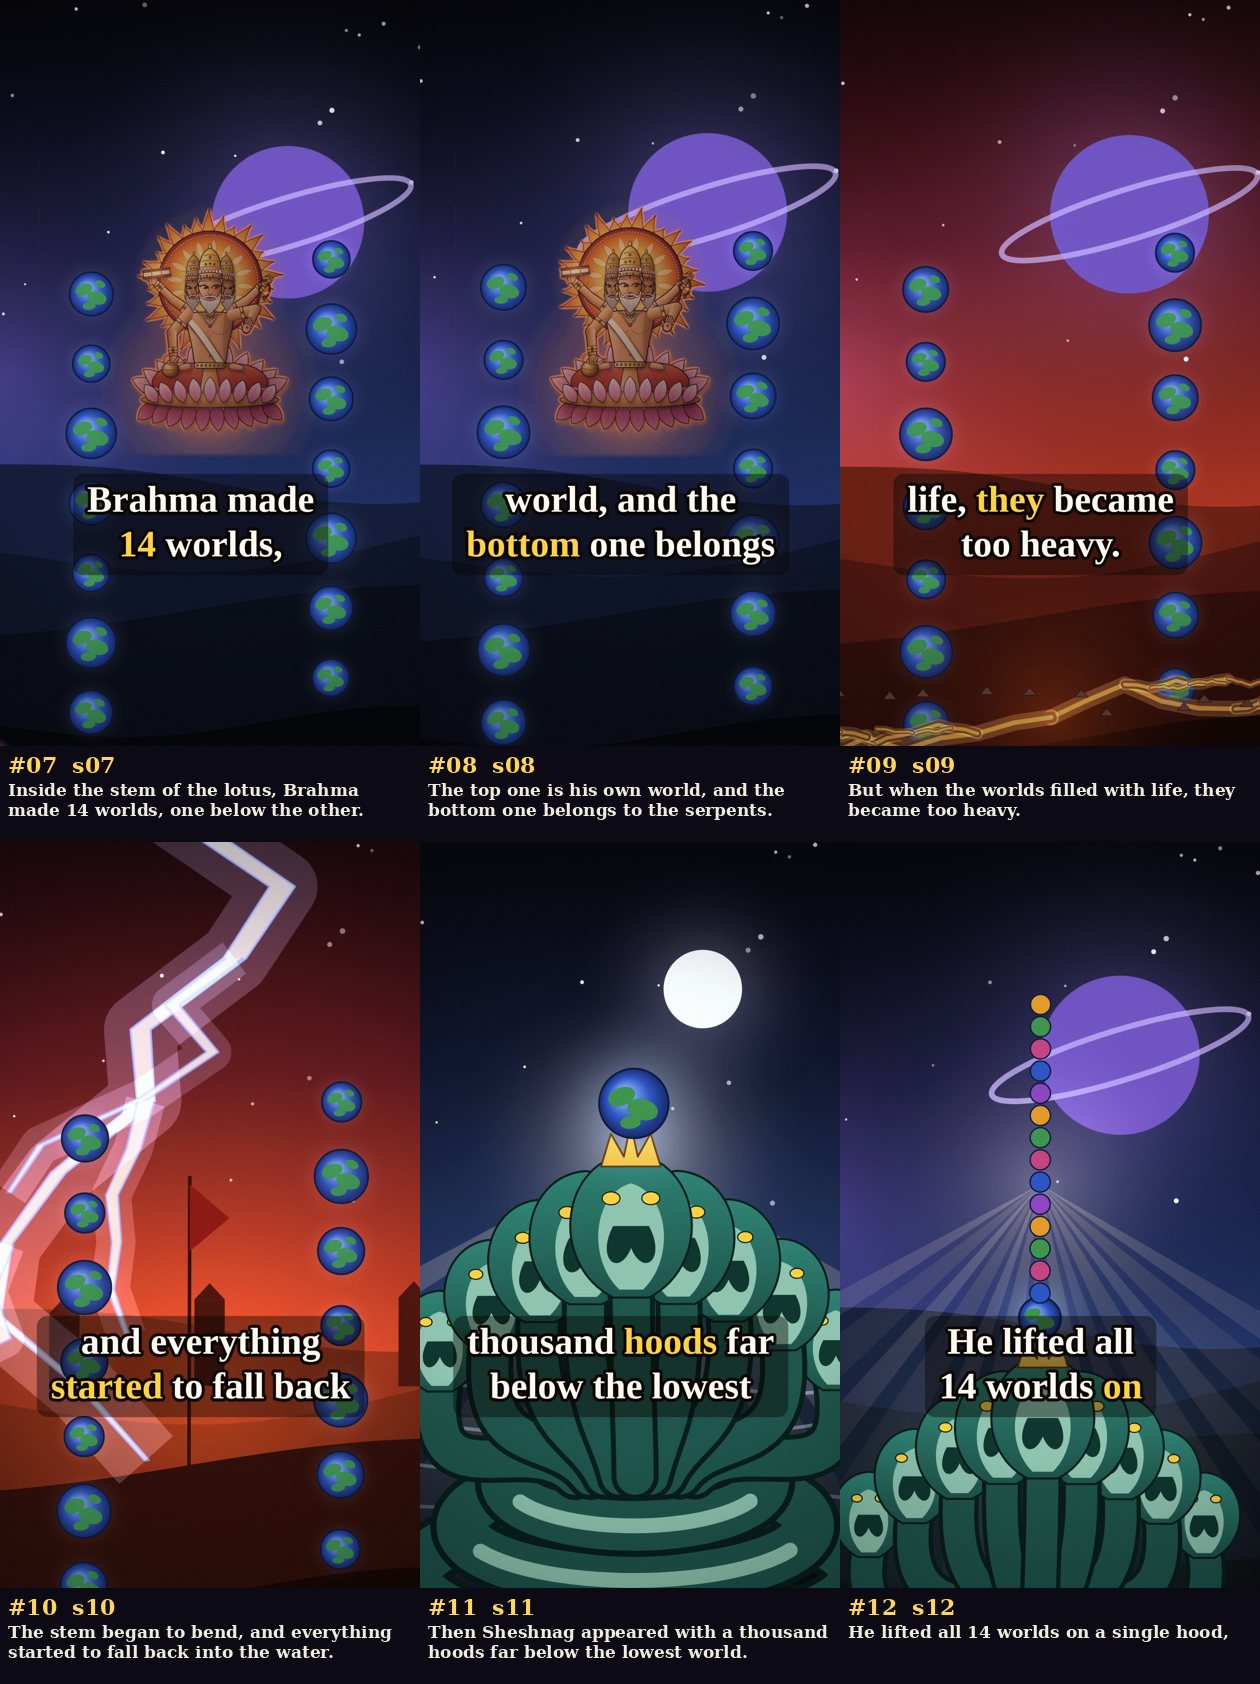 Brahma made
14 worlds,
#07 s07
Inside the stem of the lotus, Brahma
made 14 worlds, one below the other.
world, and the
bottom one belongs
#08 s08
The top one is his own world, and the
bottom one belongs to the serpents.
life, they became
too heavy.
#09 s09
But when the worlds filled with life, they
became too heavy.
and everything
started to fall back
#10 s10
The stem began to bend, and everything
started to fall back into the water.
thousand hoods far
below the lowest
#11 s11
Then Sheshnag appeared with a thousand
hoods far below the lowest world.
He lifted all
14 worlds on
#12 s12
He lifted all 14 worlds on a single hood,